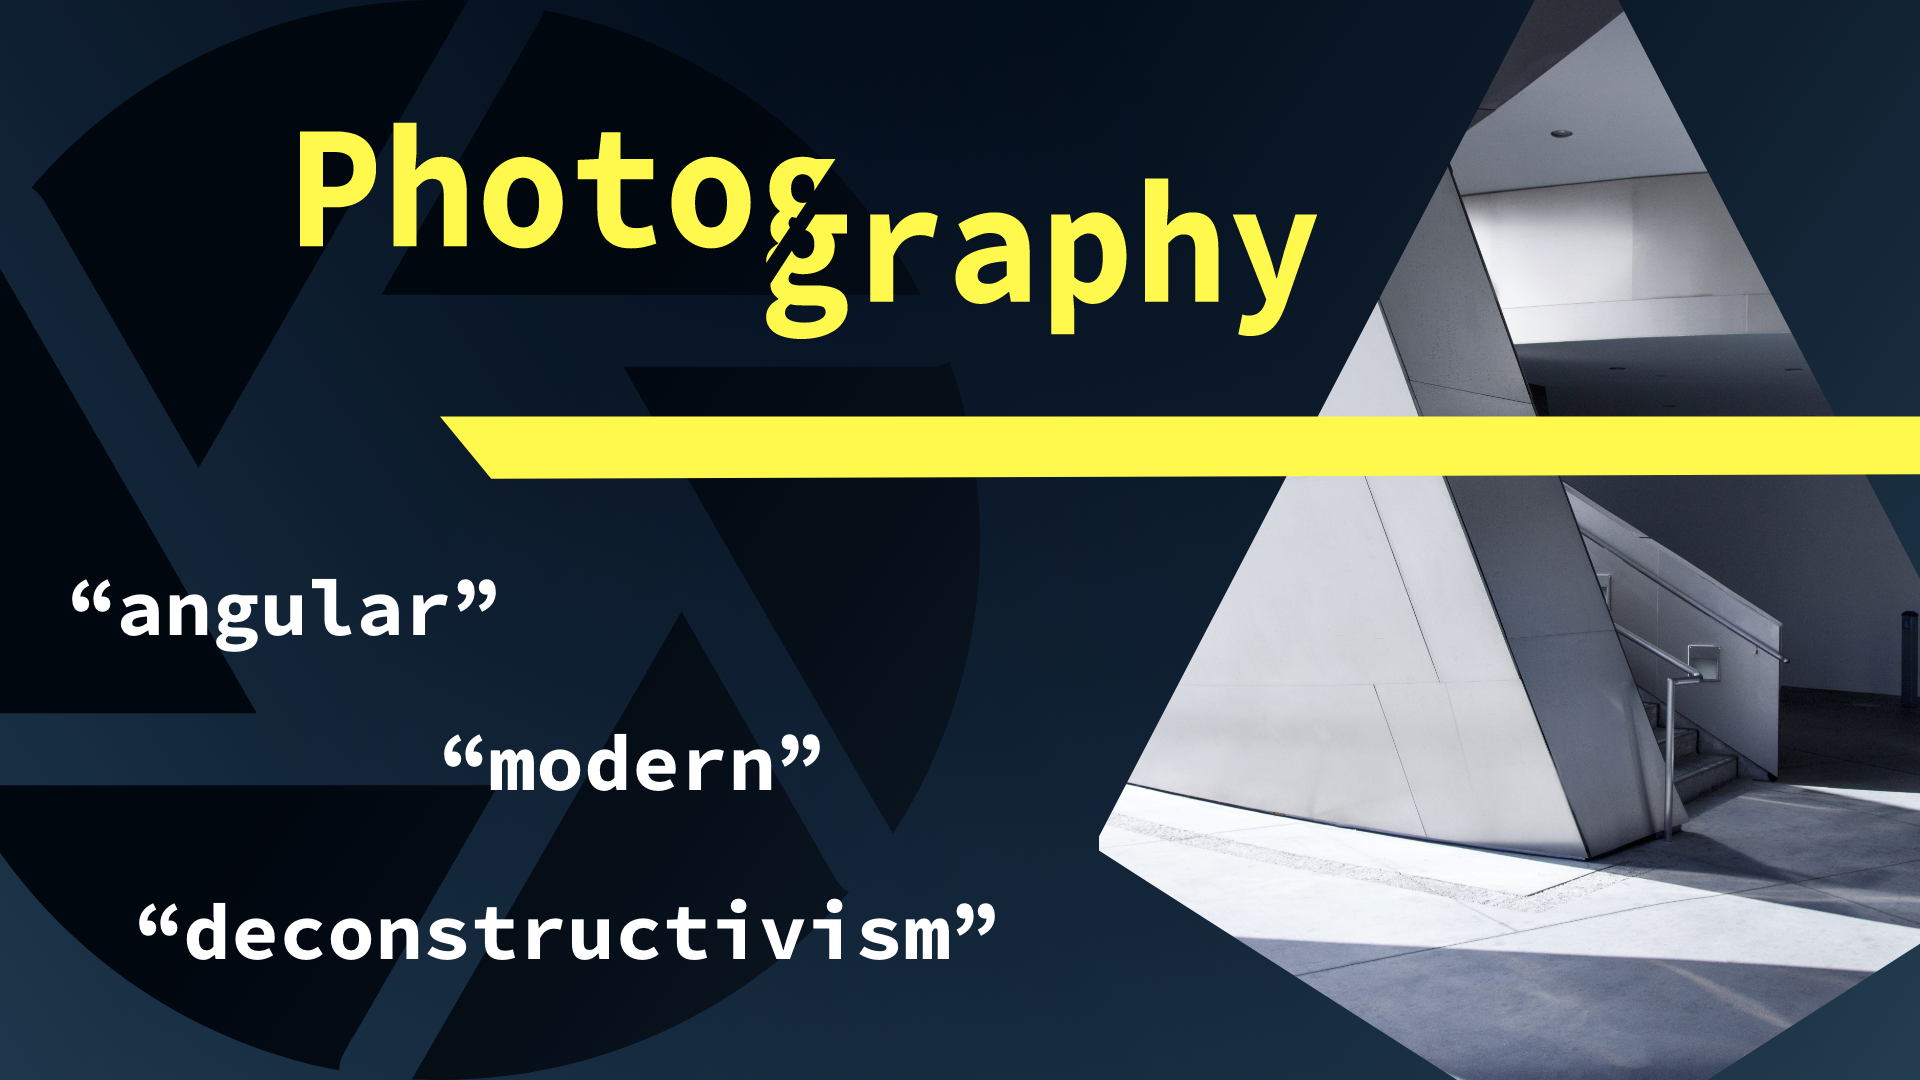 Photography
“angular”
“modern”
“deconstructivism”